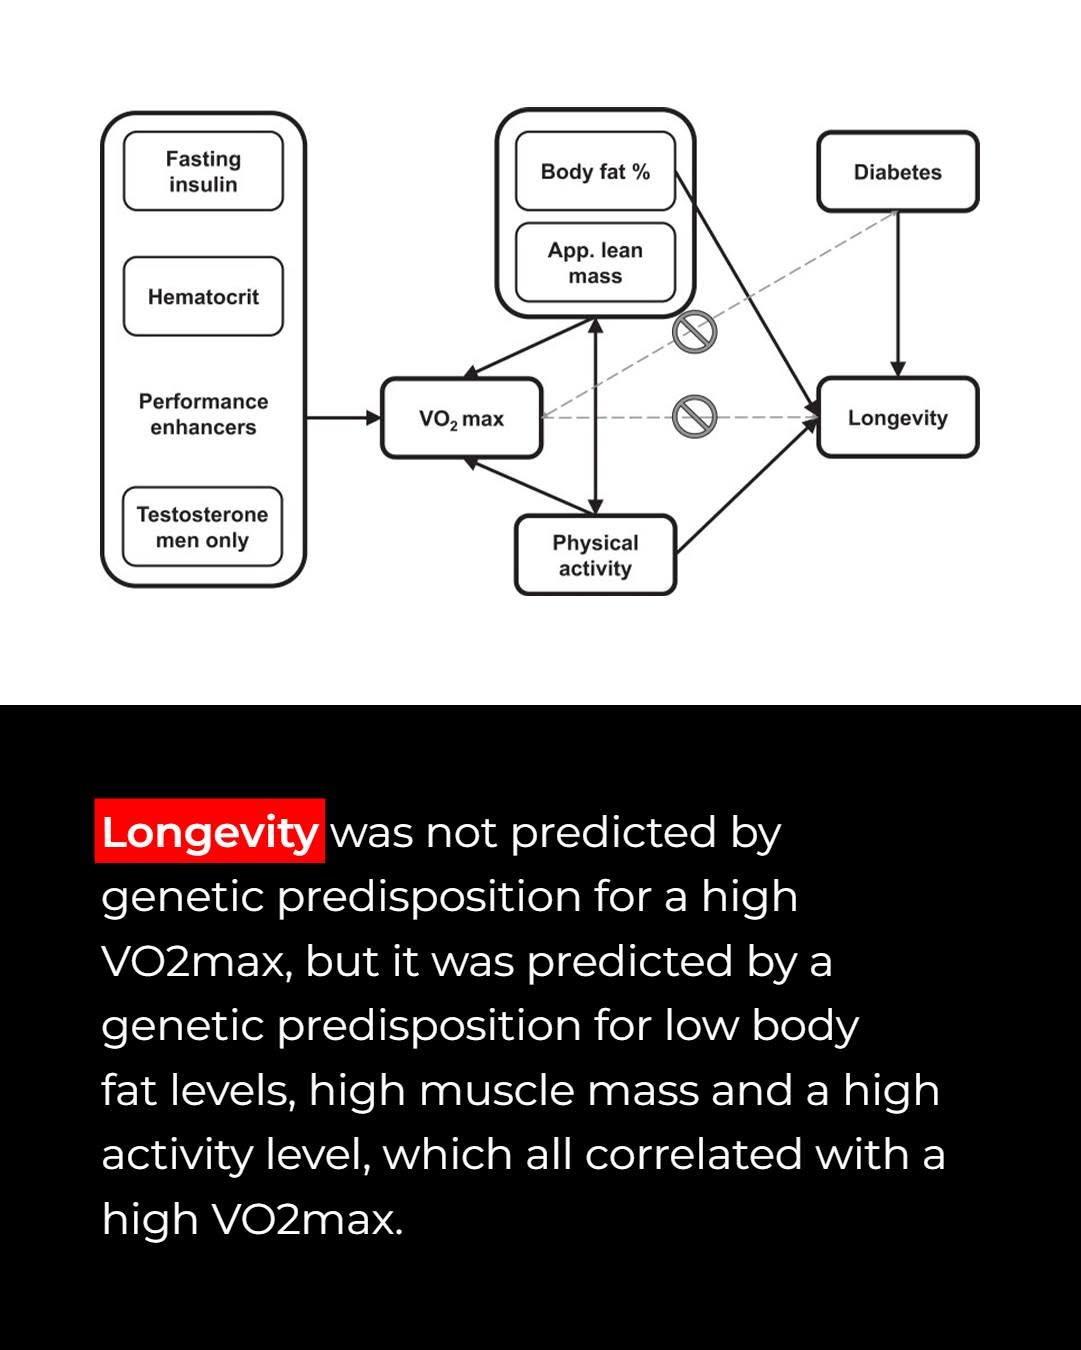 Fasting
insulin
Hematocrit
Performance
enhancers
Testosterone
men only
Body fat %
App. lean
mass
VO₂ max
Physical
activity
Diabetes
Longevity
Longevity was not predicted by
genetic predisposition for a high
VO2max, but it was predicted by a
genetic predisposition for low body
fat levels, high muscle mass and a high
activity level, which all correlated with a
high VO2max.